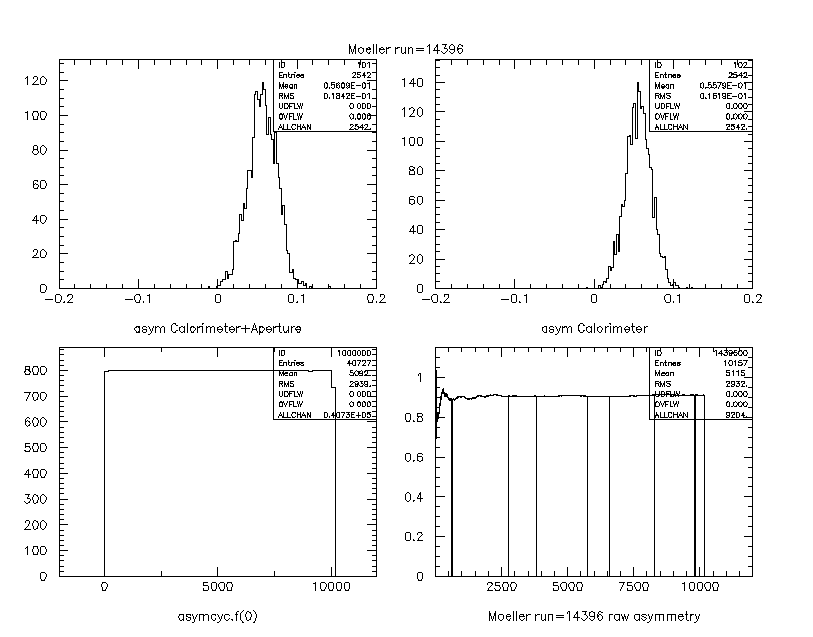 Moeller run=14396
ID 101
Entries 2542
Mean 0.5609E-01
RMS 0.1842E-01
UDFLW 0.000
OVFLW 0.000
ALLCHAN 2542.
120
100
80
60
40
20
0
-0.2 -0.1 0 0.1 0.2
asym Calorimeter+Aperture
ID 102
Entries 2542
Mean 0.5579E-01
RMS 0.1619E-01
UDFLW 0.000
OVFLW 0.000
ALLCHAN 2542.
140
120
100
80
60
40
20
0
-0.2 -0.1 0 0.1 0.2
asym Calorimeter
ID 1000000
Entries 40727
Mean 5092.
RMS 2939.
UDFLW 0.000
OVFLW 0.000
ALLCHAN 0.4073E+05
800
700
600
500
400
300
200
100
0
0 5000 10000
asymcyc.f(0)
ID 1439600
Entries 10157
Mean 5115.
RMS 2932.
UDFLW 0.000
OVFLW 0.000
ALLCHAN 9204.
1
0.8
0.6
0.4
0.2
0
2500 5000 7500 10000
Moeller run=14396 raw asymmetry